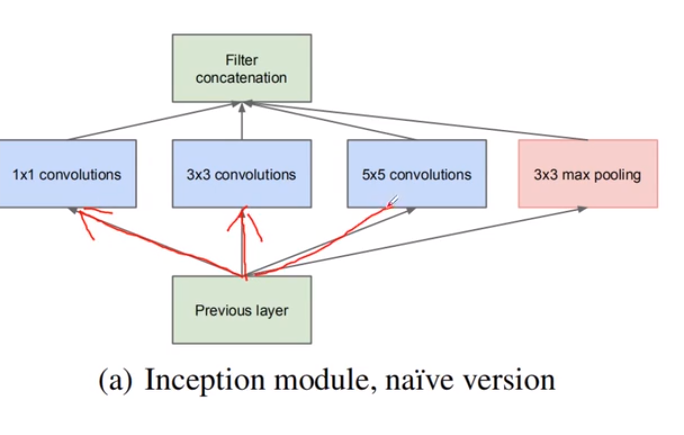 Filter
concatenation
1x1 convolutions
3x3 convolutions
5x5 convolutions
3x3 max pooling
Previous layer
(a) Inception module, naïve version